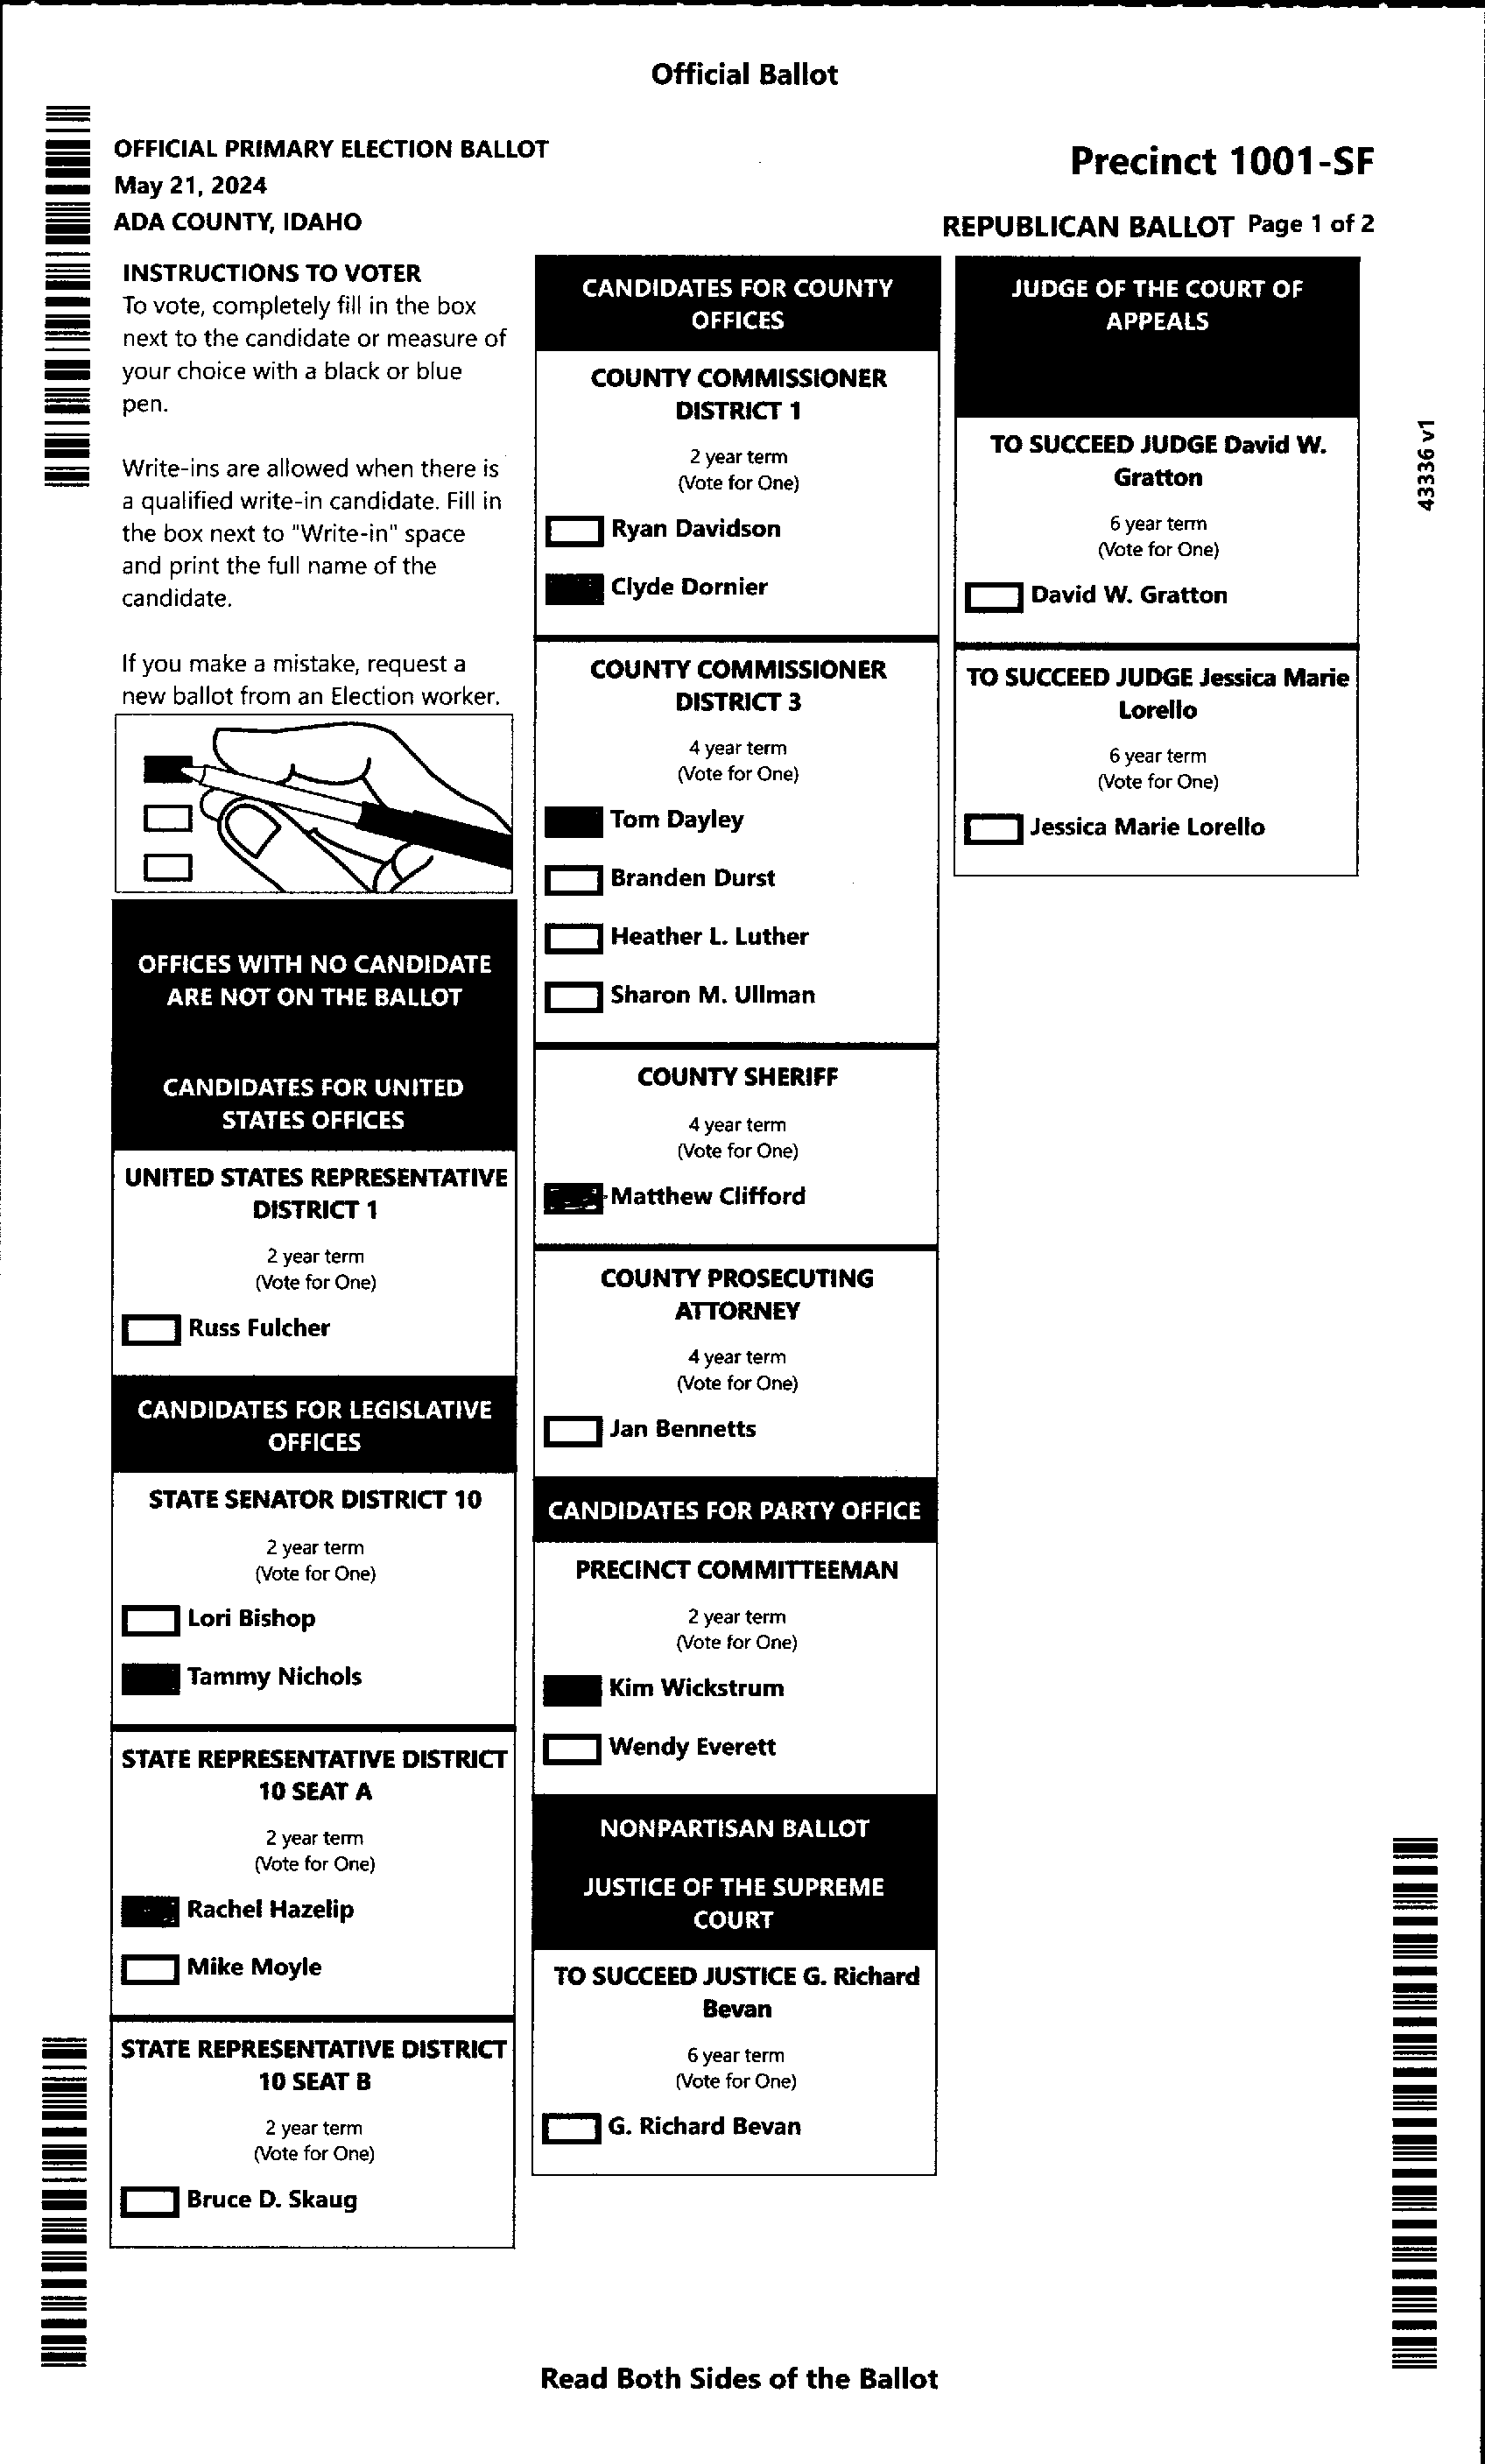 Official Ballot
OFFICIAL PRIMARY ELECTION BALLOT
May 21, 2024
ADA COUNTY, IDAHO
Precinct 1001-SF
REPUBLICAN BALLOT Page 1 of 2
INSTRUCTIONS TO VOTER
To vote, completely fill in the box
next to the candidate or measure of
your choice with a black or blue
pen.
Write-ins are allowed when there is
a qualified write-in candidate. Fill in
the box next to "Write-in" space
and print the full name of the
candidate.
If you make a mistake, request a
new ballot from an Election worker.
OFFICES WITH NO CANDIDATE
ARE NOT ON THE BALLOT
CANDIDATES FOR UNITED
STATES OFFICES
UNITED STATES REPRESENTATIVE
DISTRICT 1
2 year term
(Vote for One)
Russ Fulcher
CANDIDATES FOR LEGISLATIVE
OFFICES
STATE SENATOR DISTRICT 10
2 year term
(Vote for One)
Lori Bishop
Tammy Nichols
STATE REPRESENTATIVE DISTRICT
10 SEAT A
2 year term
(Vote for One)
Rachel Hazelip
Mike Moyle
STATE REPRESENTATIVE DISTRICT
10 SEAT B
2 year term
(Vote for One)
Bruce D. Skaug
CANDIDATES FOR COUNTY
OFFICES
COUNTY COMMISSIONER
DISTRICT 1
2 year term
(Vote for One)
Ryan Davidson
Clyde Dornier
COUNTY COMMISSIONER
DISTRICT 3
4 year term
(Vote for One)
Tom Dayley
Branden Durst
Heather L. Luther
Sharon M. Ullman
COUNTY SHERIFF
4 year term
(Vote for One)
Matthew Clifford
COUNTY PROSECUTING
ATTORNEY
4 year term
(Vote for One)
Jan Bennetts
CANDIDATES FOR PARTY OFFICE
PRECINCT COMMITTEEMAN
2 year term
(Vote for One)
Kim Wickstrum
Wendy Everett
NONPARTISAN BALLOT
JUSTICE OF THE SUPREME
COURT
TO SUCCEED JUSTICE G. Richard
Bevan
6 year term
(Vote for One)
G. Richard Bevan
JUDGE OF THE COURT OF
APPEALS
TO SUCCEED JUDGE David W.
Gratton
6 year term
(Vote for One)
David W. Gratton
TO SUCCEED JUDGE Jessica Marie
Lorello
6 year term
(Vote for One)
Jessica Marie Lorello
43336 v1
Read Both Sides of the Ballot